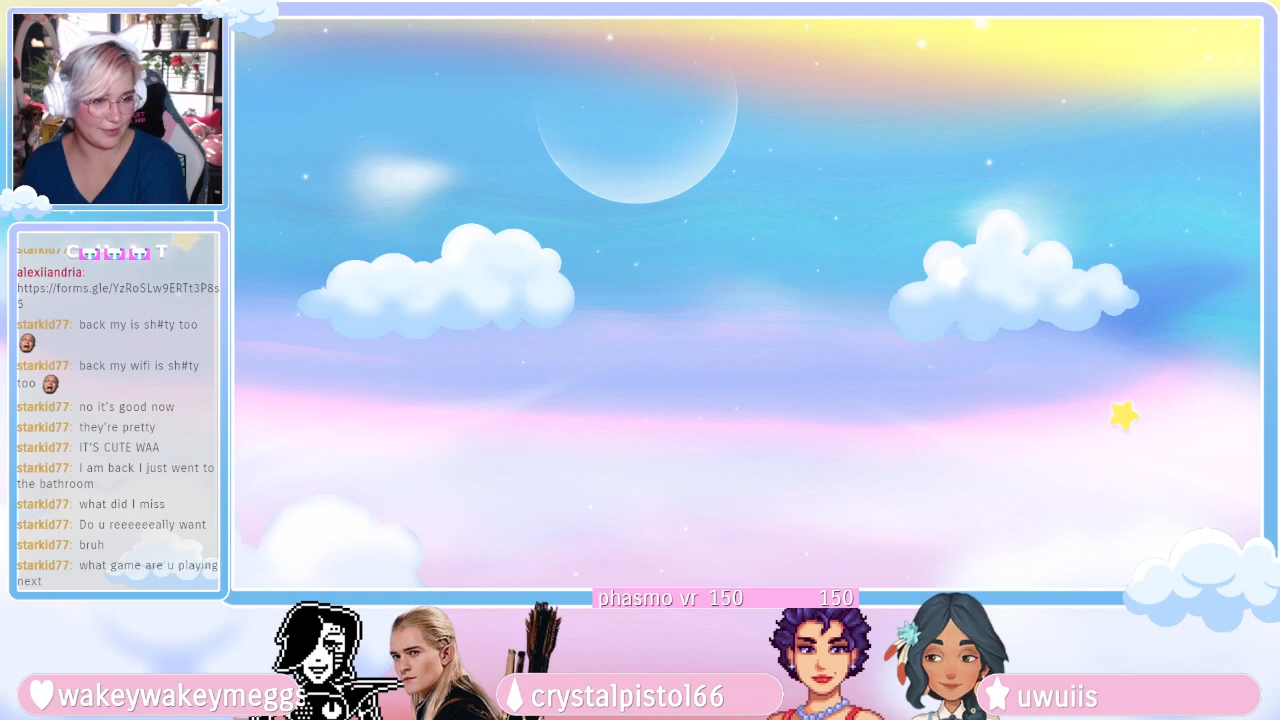 alexiiandria:
https://forms.gle/YzRoSLw9ERTt3P8s
5
starkid77: back my is sh#ty too
starkid77: back my wifi is sh#ty
too
starkid77: no it's good now
starkid77: they're pretty
starkid77: IT'S CUTE WAA
starkid77: I am back I just went to
the bathroom
starkid77: what did I miss
starkid77: Do u reeeeeeally want
starkid77: bruh
starkid77: what game are u playing
next
phasmo vr 150 150
wakeywakeymeggs
crystalpistol66
uwuiis